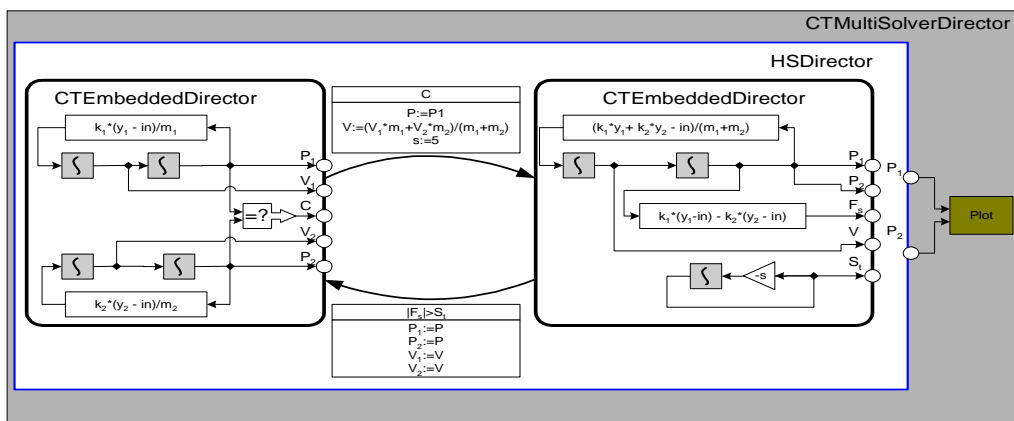 CTMultiSolverDirector
HSDirector
CTEmbeddedDirector
k₁*(y₁ - in)/m₁
∫
∫
P₁
V₁
C
=?
V₂
P₂
∫
∫
k₂*(y₂ - in)/m₂
C
P:=P1
V:=(V₁*m₁+V₂*m₂)/(m₁+m₂)
s:=5
|Fₛ|>Sₜ
P₁:=P
P₂:=P
V₁:=V
V₂:=V
CTEmbeddedDirector
(k₁*y₁+ k₂*y₂ - in)/(m₁+m₂)
∫
∫
P₁
P₂
k₁*(y₁-in) - k₂*(y₂ - in)
Fₛ
V
∫
-s
Sₜ
P₁
P₂
Plot